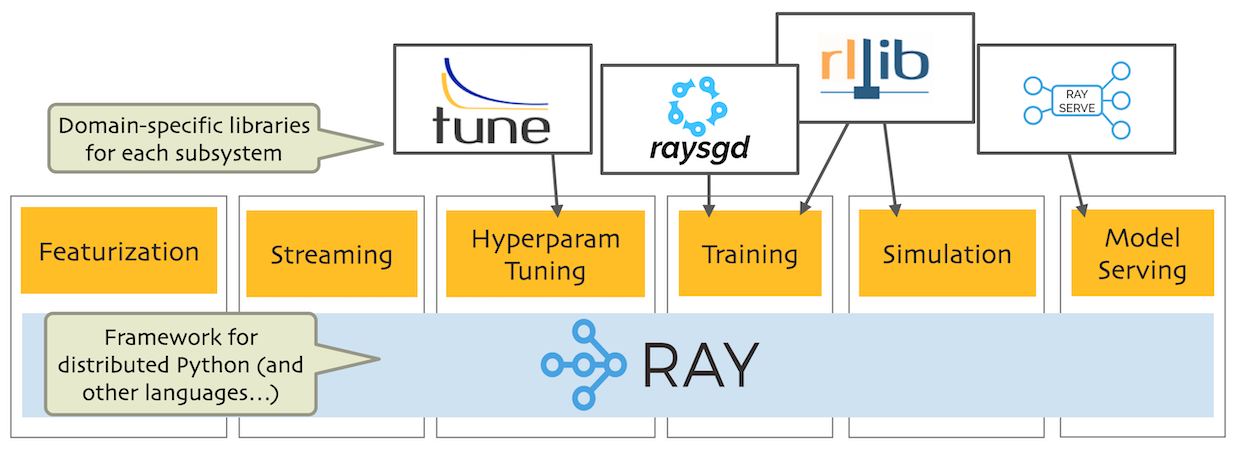 tune
raysgd
rllib
RAY
SERVE
Domain-specific libraries
for each subsystem
Featurization
Streaming
Hyperparam
Tuning
Training
Simulation
Model
Serving
Framework for
distributed Python (and
other languages...)
RAY